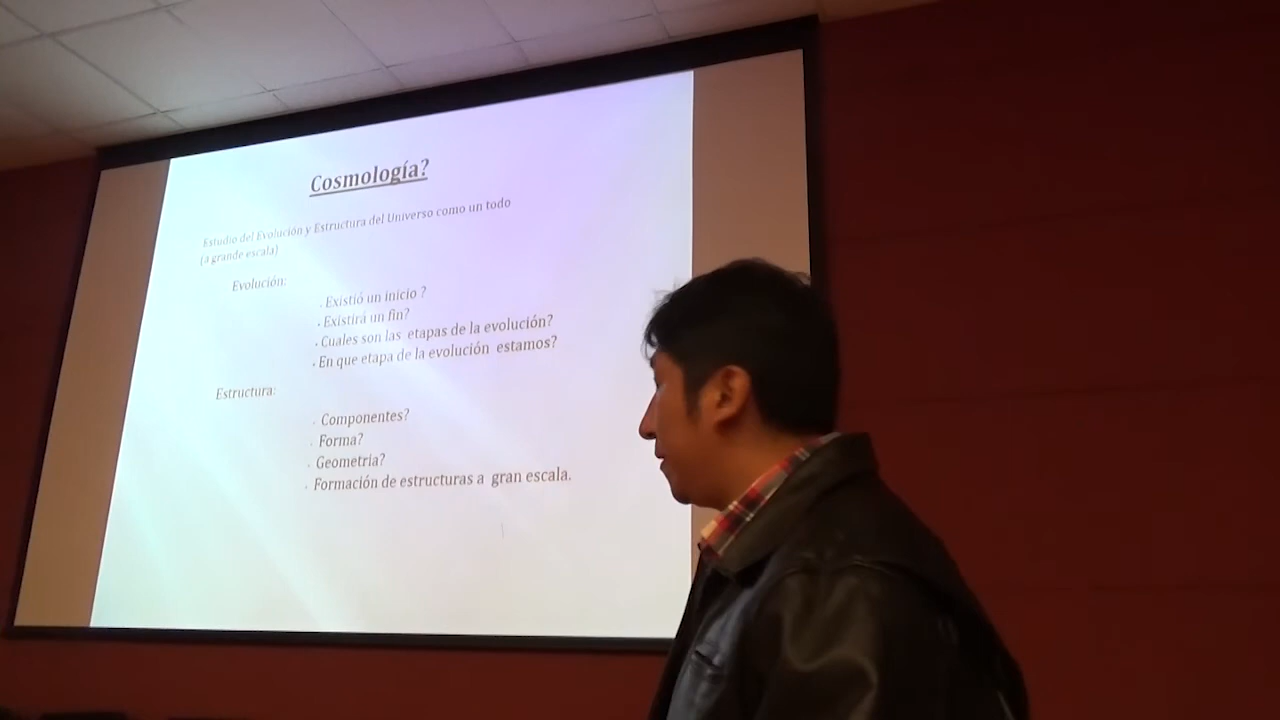 Cosmología?
Estudio del Evolución y Estructura del Universo como un todo
(a grande escala)
Evolución:
. Existió un inicio ?
. Existirá un fin?
. Cuales son las etapas de la evolución?
. En que etapa de la evolución estamos?
Estructura:
. Componentes?
. Forma?
. Geometria?
. Formación de estructuras a gran escala.